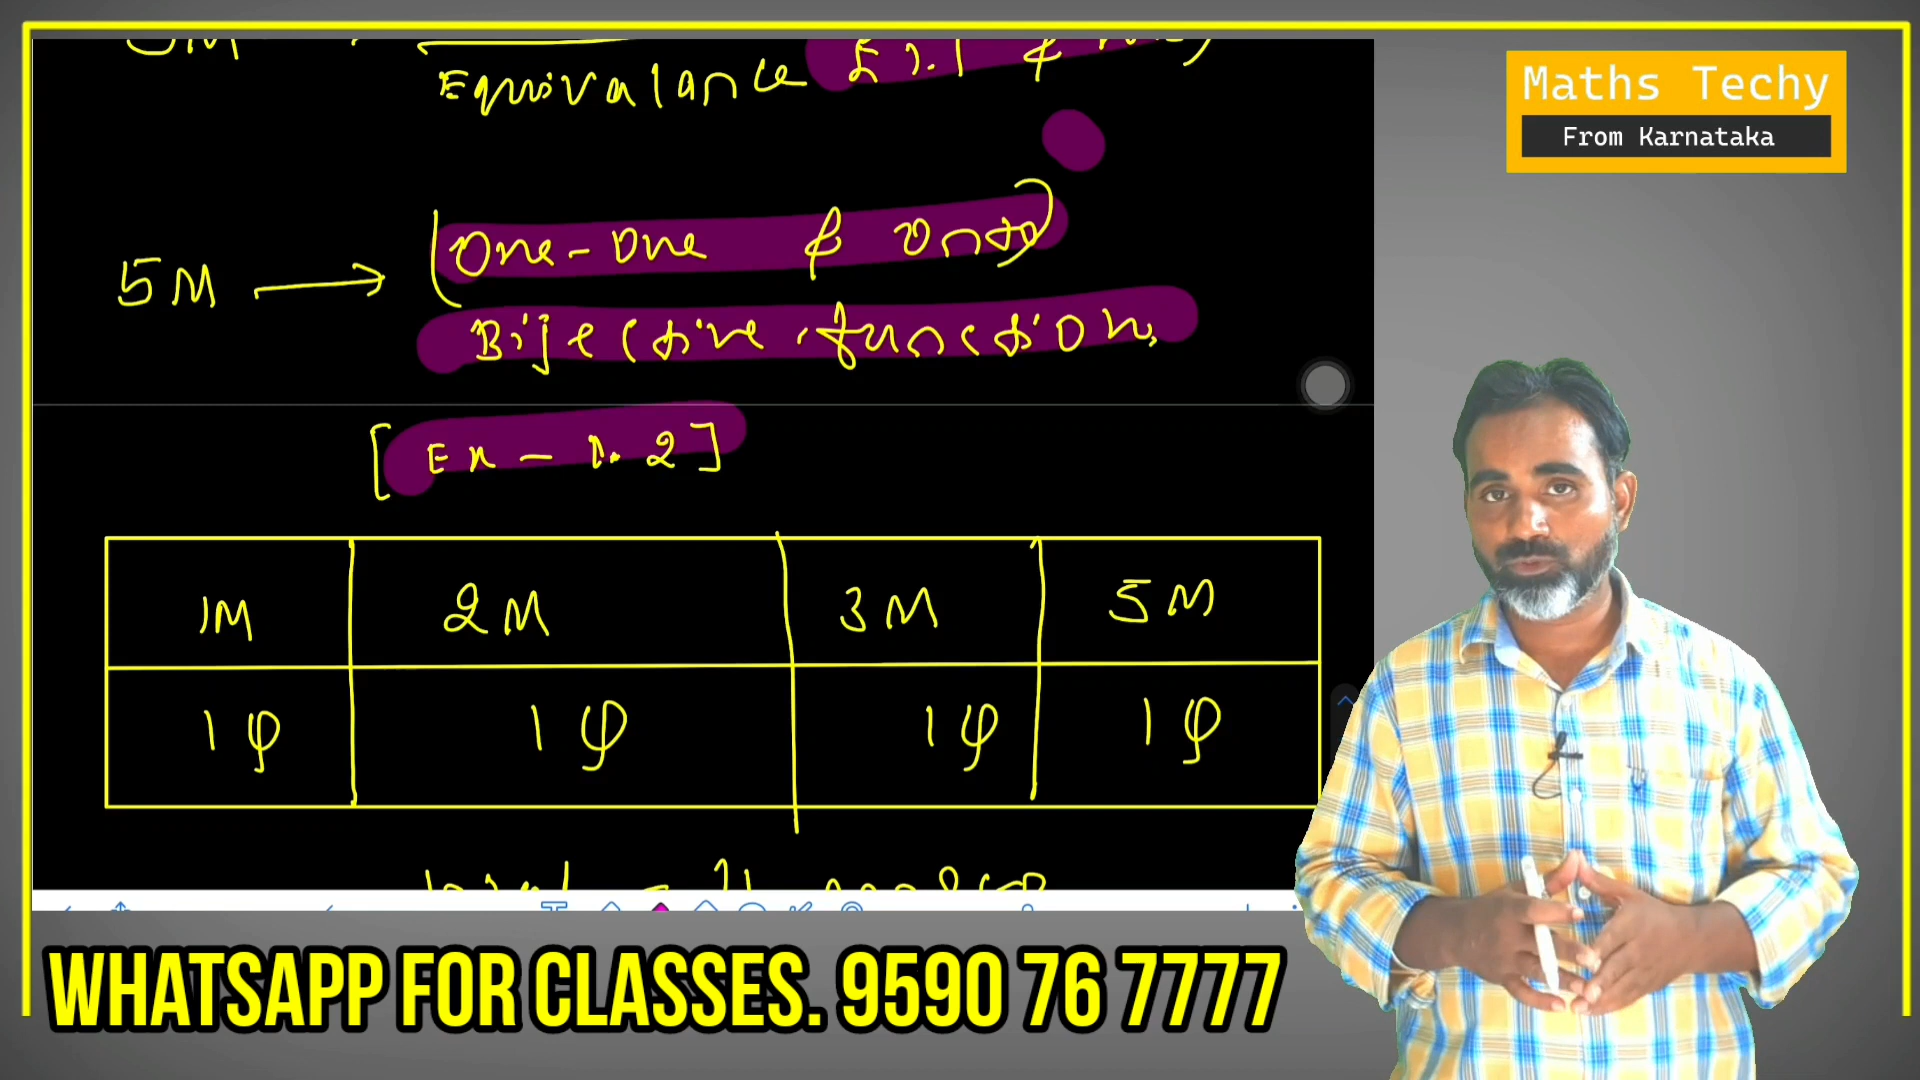 Equivalance
Maths Techy
From Karnataka
(One-One & Onto)
5M →
Bijective function,
[Ex - 1.2]
1M 2M 3M 5M
1 φ 1 φ 1 φ 1 φ
WHATSAPP FOR CLASSES. 9590 76 7777